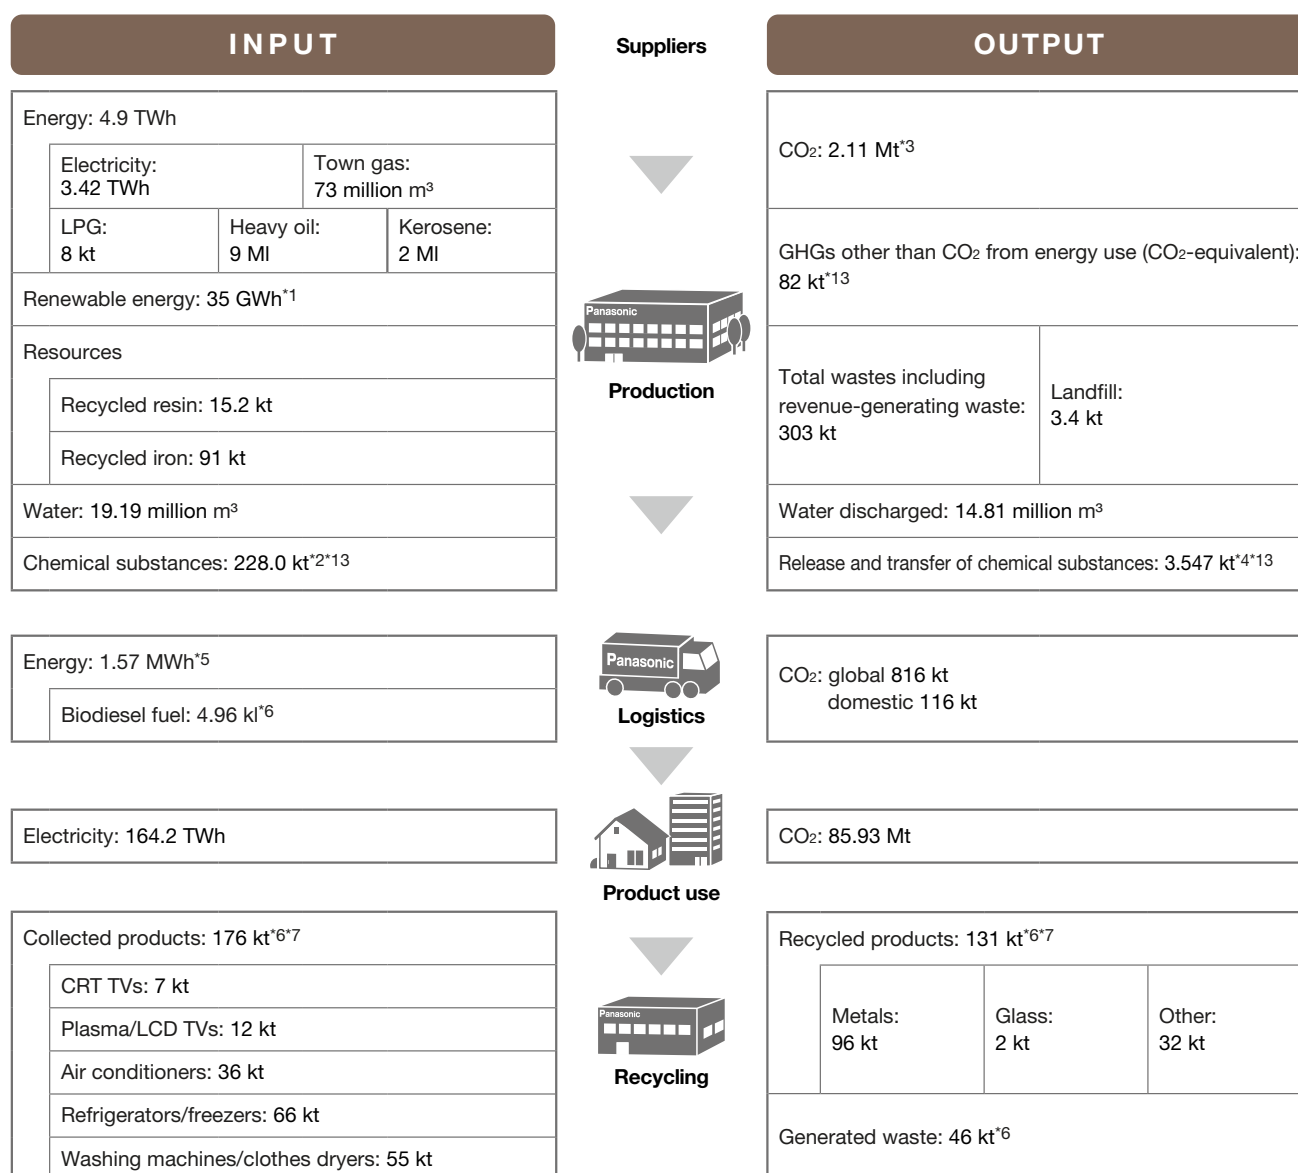 INPUT
Suppliers
OUTPUT
Energy: 4.9 TWh
Electricity:
3.42 TWh
Town gas:
73 million m³
LPG:
8 kt
Heavy oil:
9 Ml
Kerosene:
2 Ml
Renewable energy: 35 GWh*1
Resources
Recycled resin: 15.2 kt
Recycled iron: 91 kt
Water: 19.19 million m³
Chemical substances: 228.0 kt*2*13
Panasonic
Production
CO₂: 2.11 Mt*3
GHGs other than CO₂ from energy use (CO₂-equivalent):
82 kt*13
Total wastes including
revenue-generating waste:
303 kt
Landfill:
3.4 kt
Water discharged: 14.81 million m³
Release and transfer of chemical substances: 3.547 kt*4*13
Energy: 1.57 MWh*5
Biodiesel fuel: 4.96 kl*6
Panasonic
Logistics
CO₂: global 816 kt
domestic 116 kt
Electricity: 164.2 TWh
Product use
CO₂: 85.93 Mt
Collected products: 176 kt*6*7
CRT TVs: 7 kt
Plasma/LCD TVs: 12 kt
Air conditioners: 36 kt
Refrigerators/freezers: 66 kt
Washing machines/clothes dryers: 55 kt
Panasonic
Recycling
Recycled products: 131 kt*6*7
Metals:
96 kt
Glass:
2 kt
Other:
32 kt
Generated waste: 46 kt*6